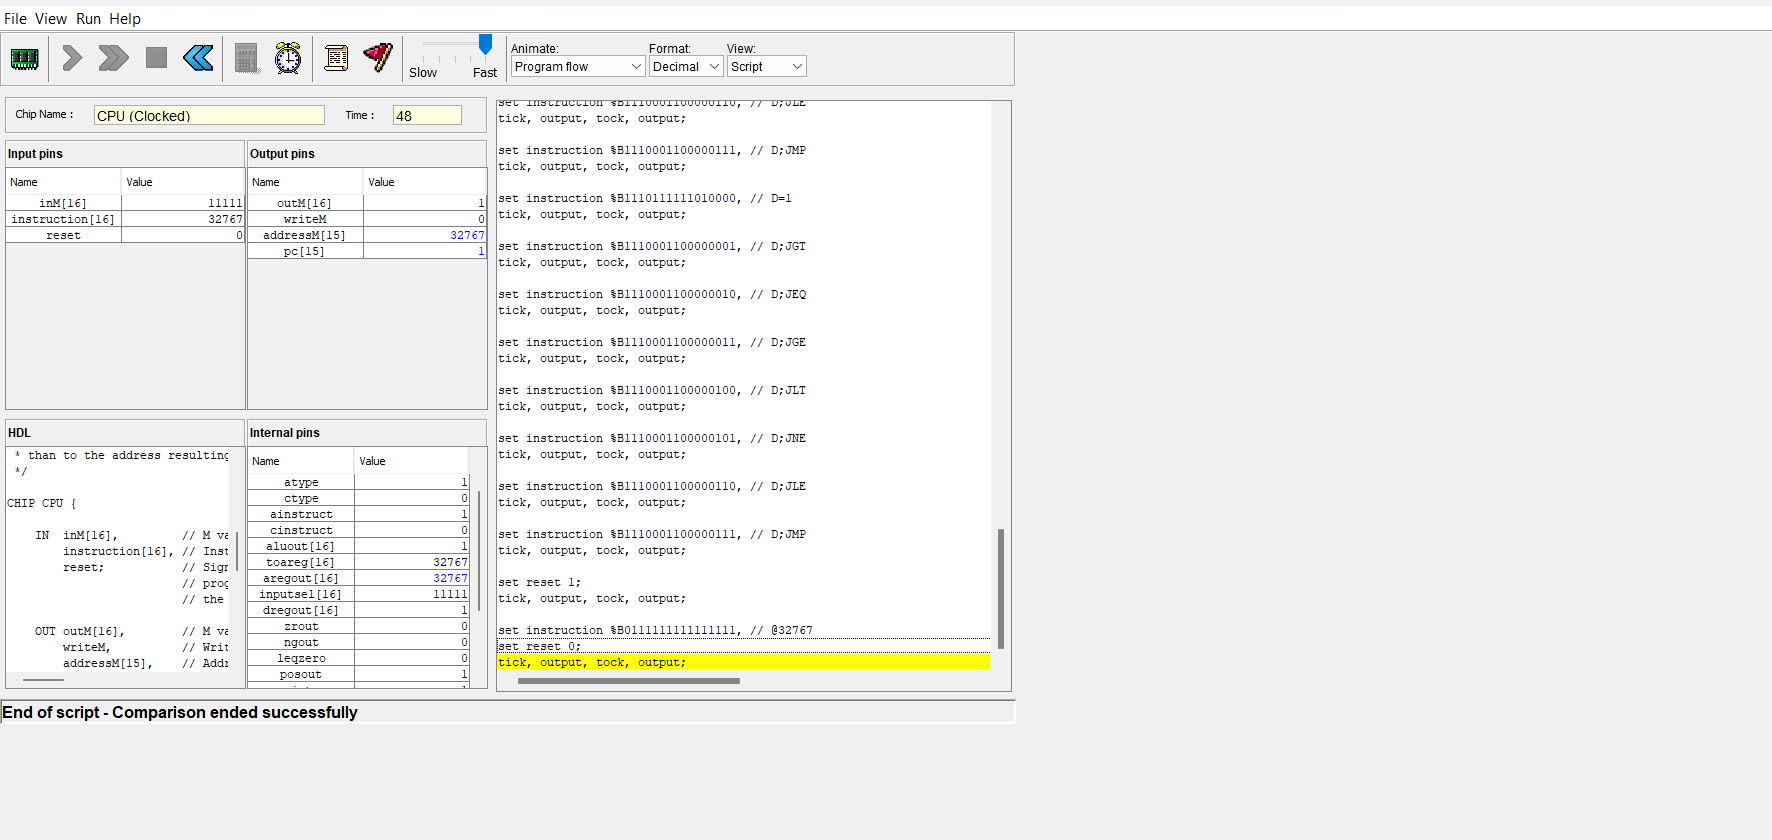 File View Run Help
Slow Fast
Animate: Format: View:
Program flow Decimal Script
Chip Name : CPU (Clocked) Time : 48
Input pins
Name Value
inM[16] 11111
instruction[16] 32767
reset 0
Output pins
Name Value
outM[16] 1
writeM 0
addressM[15] 32767
pc[15] 1
HDL
* than to the address resulting
*/
CHIP CPU {
IN inM[16], // M va
instruction[16], // Inst
reset; // Sigr
// prog
// the
OUT outM[16], // M va
writeM, // Writ
addressM[15], // Addr
Internal pins
Name Value
atype 1
ctype 0
ainstruct 1
cinstruct 0
aluout[16] 1
toareg[16] 32767
aregout[16] 32767
inputsel[16] 11111
dregout[16] 1
zrout 0
ngout 0
leqzero 0
posout 1
set instruction %B1110001100000110, // D;JLE
tick, output, tock, output;
set instruction %B1110001100000111, // D;JMP
tick, output, tock, output;
set instruction %B1110111111010000, // D=1
tick, output, tock, output;
set instruction %B1110001100000001, // D;JGT
tick, output, tock, output;
set instruction %B1110001100000010, // D;JEQ
tick, output, tock, output;
set instruction %B1110001100000011, // D;JGE
tick, output, tock, output;
set instruction %B1110001100000100, // D;JLT
tick, output, tock, output;
set instruction %B1110001100000101, // D;JNE
tick, output, tock, output;
set instruction %B1110001100000110, // D;JLE
tick, output, tock, output;
set instruction %B1110001100000111, // D;JMP
tick, output, tock, output;
set reset 1;
tick, output, tock, output;
set instruction %B0111111111111111, // @32767
set reset 0;
tick, output, tock, output;
End of script - Comparison ended successfully